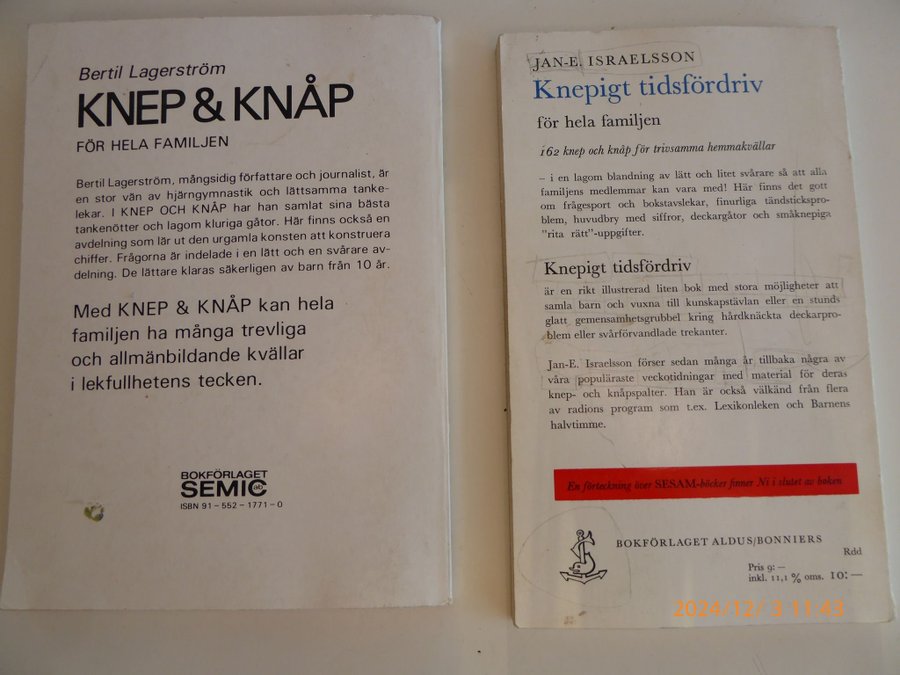 Bertil Lagerström
KNEP & KNÅP
FÖR HELA FAMILJEN
Bertil Lagerström, mångsidig författare och journalist, är
en stor vän av hjärngymnastik och lättsamma tanke-
lekar. I KNEP OCH KNÅP har han samlat sina bästa
tankenötter och lagom kluriga gåtor. Här finns också en
avdelning som lär ut den urgamla konsten att konstruera
chiffer. Frågorna är indelade i en lätt och en svårare av-
delning. De lättare klaras säkerligen av barn från 10 år.
Med KNEP & KNÅP kan hela
familjen ha många trevliga
och allmänbildande kvällar
i lekfullhetens tecken.
BOKFÖRLAGET
SEMIC ab
ISBN 91-552-1771-0
JAN-E. ISRAELSSON
Knepigt tidsfördriv
för hela familjen
162 knep och knåp för trivsamma hemmakvällar
– i en lagom blandning av lätt och litet svårare så att alla
familjens medlemmar kan vara med! Här finns det gott
om frågesport och bokstavslekar, finurliga tändstickspro-
blem, huvudbry med siffror, deckargåtor och småknepiga
"rita rätt"-uppgifter.
Knepigt tidsfördriv
är en rikt illustrerad liten bok med stora möjligheter att
samla barn och vuxna till kunskapstävlan eller en stunds
glatt gemensamhetsgrubbel kring hårdknäckta deckarpro-
blem eller svårförvandlade trekanter.
Jan-E. Israelsson förser sedan många år tillbaka några av
våra populäraste veckotidningar med material för deras
knep- och knåpspalter. Han är också välkänd från flera
av radions program som t.ex. Lexikonleken och Barnens
halvtimme.
En förteckning över SESAM-böcker finner Ni i slutet av boken
BOKFÖRLAGET ALDUS/BONNIERS
Rdd
Pris 9:—
inkl. 11,1 % oms. 10:—
2024/12/13 11:43